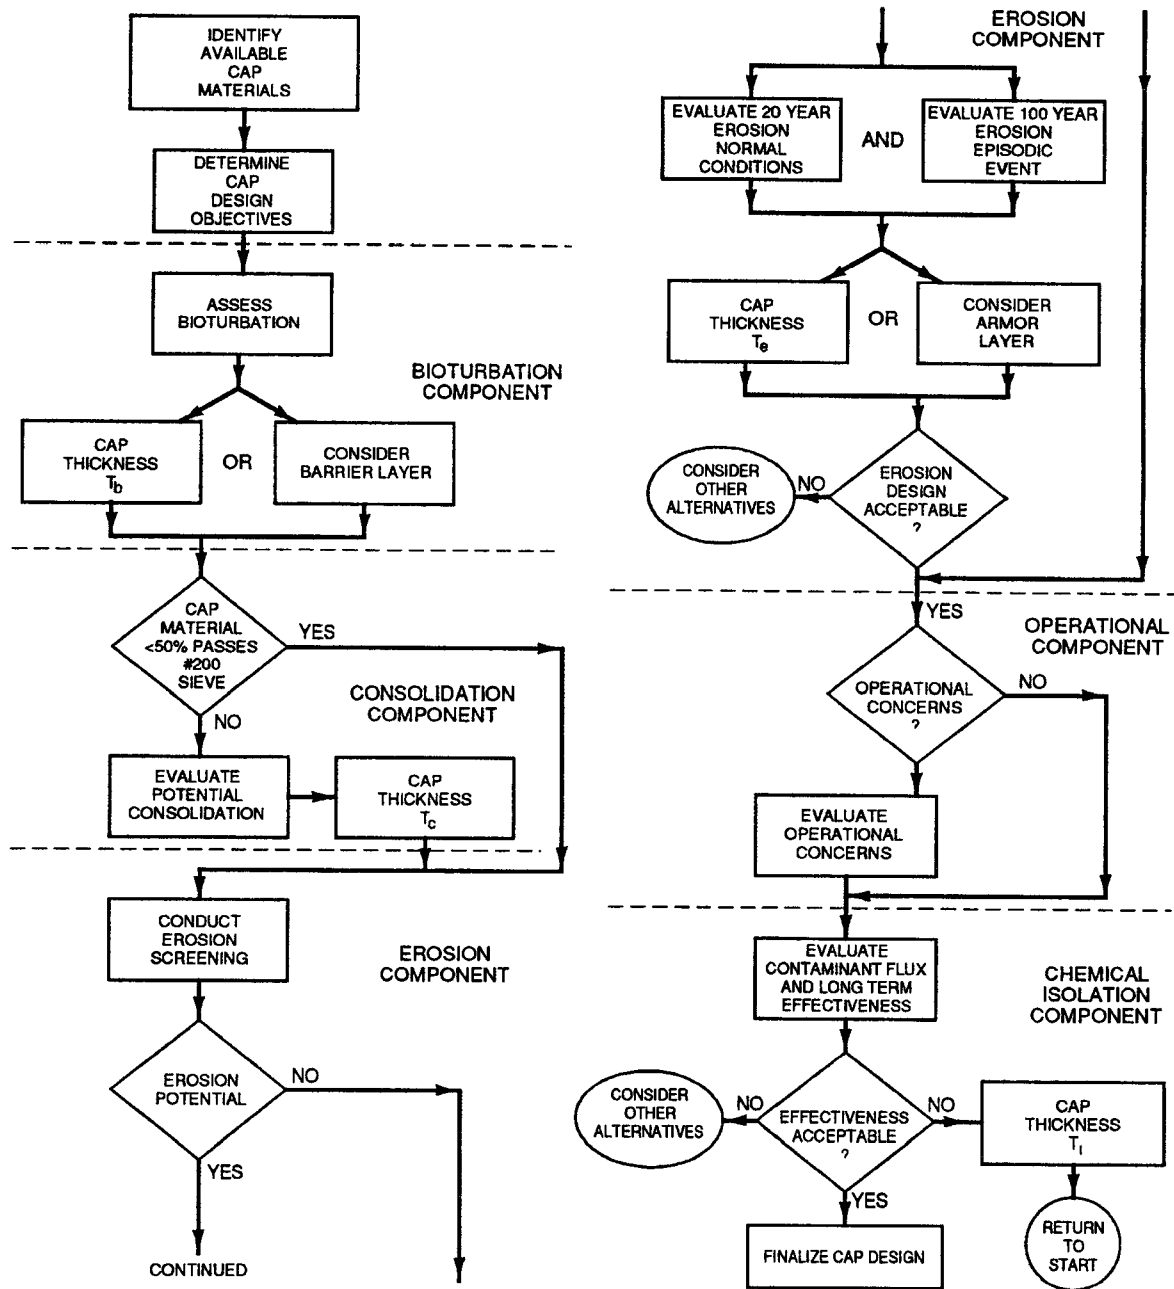 IDENTIFY
AVAILABLE
CAP
MATERIALS
DETERMINE
CAP
DESIGN
OBJECTIVES
ASSESS
BIOTURBATION
BIOTURBATION
COMPONENT
CAP
THICKNESS
Tb
OR
CONSIDER
BARRIER LAYER
CAP
MATERIAL
<50% PASSES
#200
SIEVE
YES
NO
CONSOLIDATION
COMPONENT
EVALUATE
POTENTIAL
CONSOLIDATION
CAP
THICKNESS
Tc
CONDUCT
EROSION
SCREENING
EROSION
COMPONENT
EROSION
POTENTIAL
NO
YES
CONTINUED
EROSION
COMPONENT
EVALUATE 20 YEAR
EROSION
NORMAL
CONDITIONS
AND
EVALUATE 100 YEAR
EROSION
EPISODIC
EVENT
CAP
THICKNESS
Te
OR
CONSIDER
ARMOR
LAYER
CONSIDER
OTHER
ALTERNATIVES
NO
EROSION
DESIGN
ACCEPTABLE
?
YES
OPERATIONAL
COMPONENT
OPERATIONAL
CONCERNS
?
NO
EVALUATE
OPERATIONAL
CONCERNS
EVALUATE
CONTAMINANT FLUX
AND LONG TERM
EFFECTIVENESS
CHEMICAL
ISOLATION
COMPONENT
CONSIDER
OTHER
ALTERNATIVES
NO
EFFECTIVENESS
ACCEPTABLE
?
NO
CAP
THICKNESS
Ti
YES
FINALIZE CAP DESIGN
RETURN
TO
START